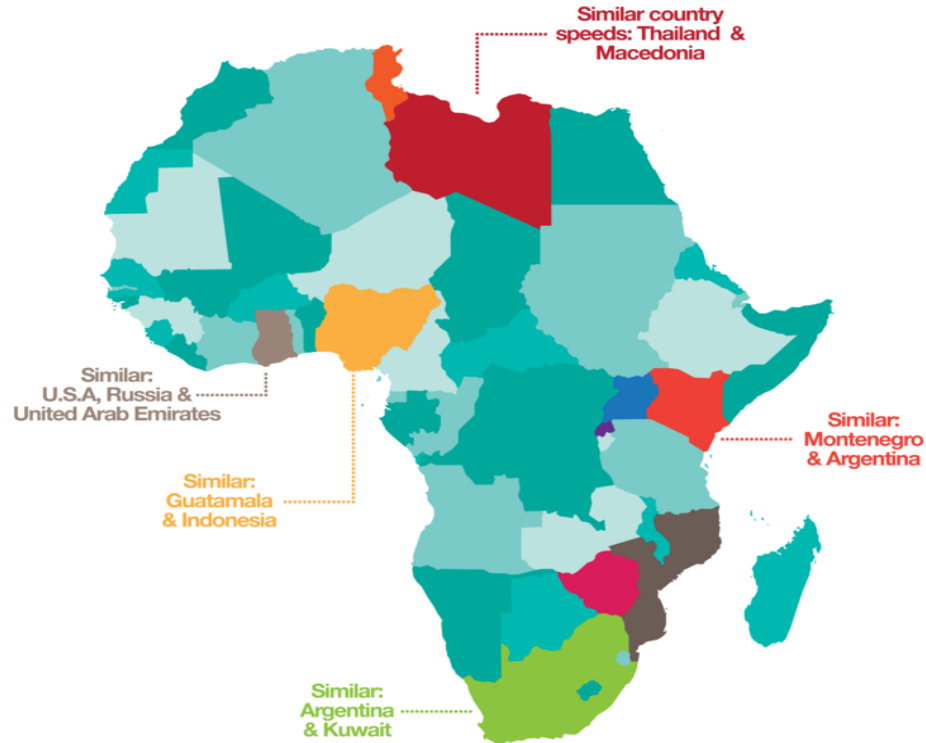 Similar country
speeds: Thailand &
Macedonia
Similar:
U.S.A, Russia &
United Arab Emirates
Similar:
Montenegro
& Argentina
Similar:
Guatamala
& Indonesia
Similar:
Argentina
& Kuwait